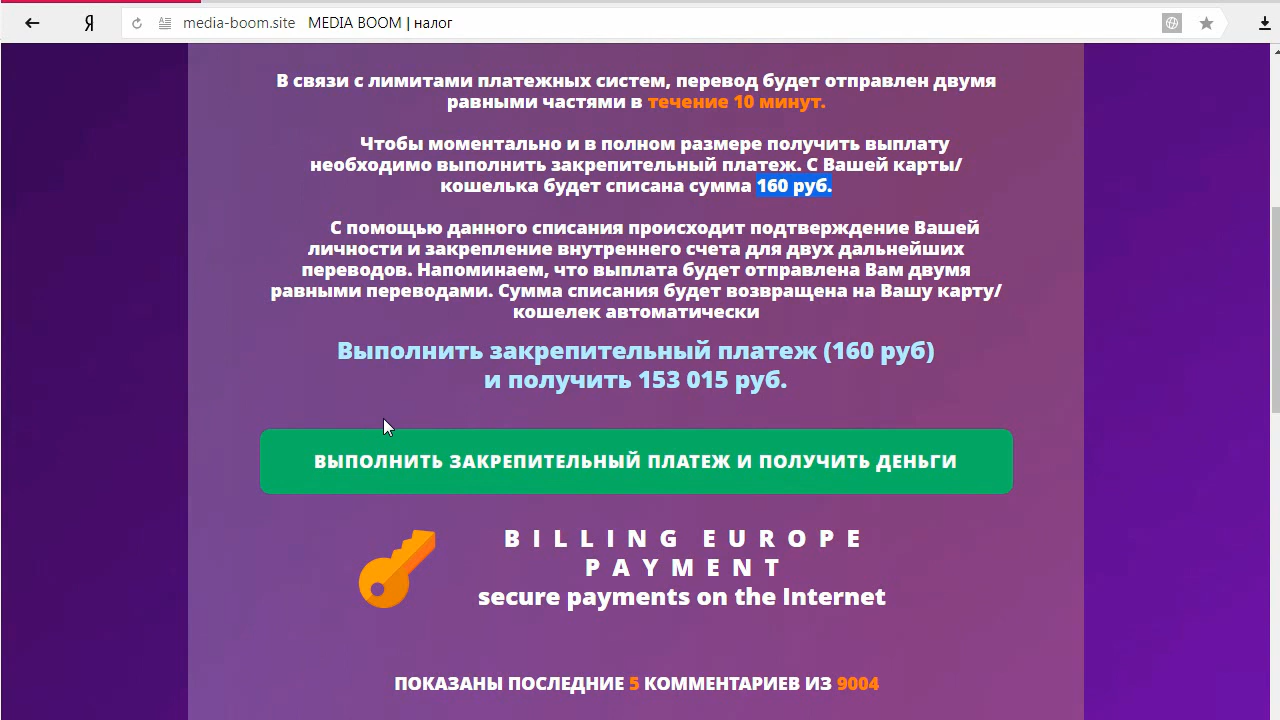 Я media-boom.site MEDIA BOOM | налог
В связи с лимитами платежных систем, перевод будет отправлен двумя
равными частями в течение 10 минут.
Чтобы моментально и в полном размере получить выплату
необходимо выполнить закрепительный платеж. С Вашей карты/
кошелька будет списана сумма 160 руб.
С помощью данного списания происходит подтверждение Вашей
личности и закрепление внутреннего счета для двух дальнейших
переводов. Напоминаем, что выплата будет отправлена Вам двумя
равными переводами. Сумма списания будет возвращена на Вашу карту/
кошелек автоматически
Выполнить закрепительный платеж (160 руб)
и получить 153 015 руб.
ВЫПОЛНИТЬ ЗАКРЕПИТЕЛЬНЫЙ ПЛАТЕЖ И ПОЛУЧИТЬ ДЕНЬГИ
BILLING EUROPE
PAYMENT
secure payments on the Internet
ПОКАЗАНЫ ПОСЛЕДНИЕ 5 КОММЕНТАРИЕВ ИЗ 9004